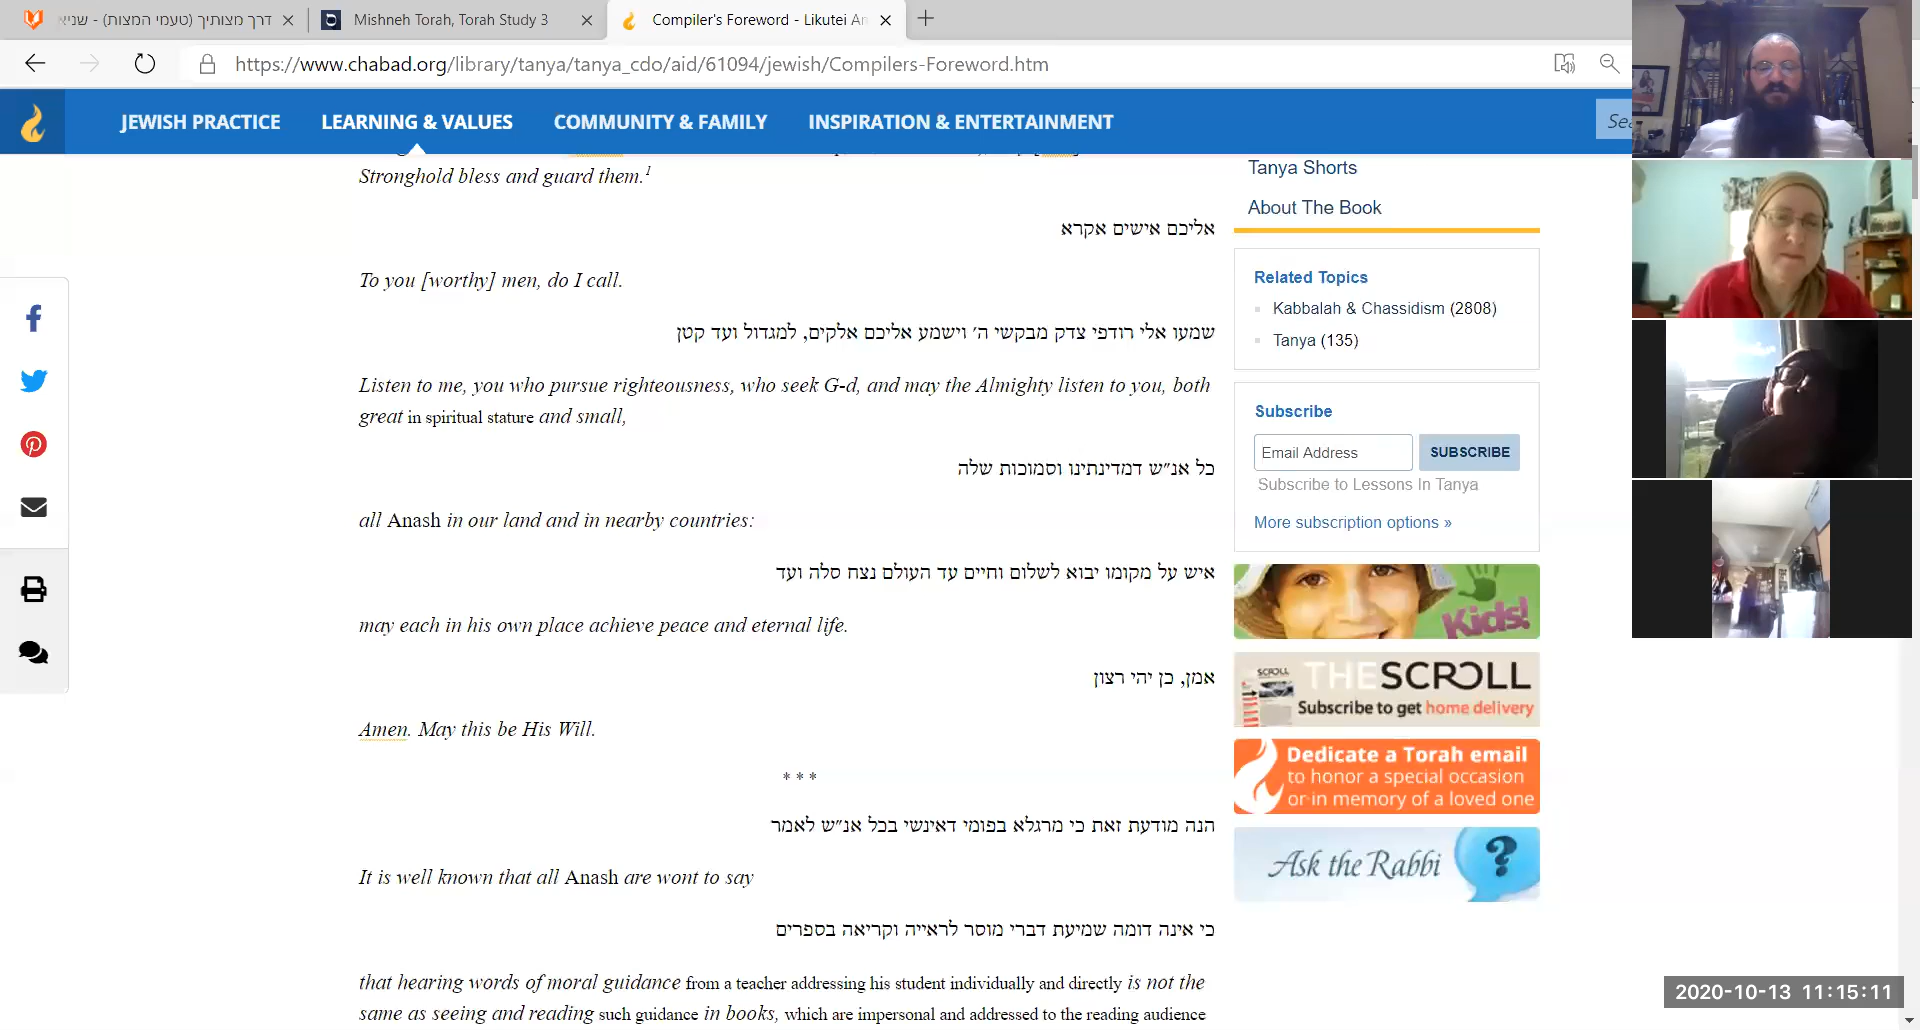 דרך מצותיך (טעמי המצות) - שניא
Mishneh Torah, Torah Study 3
Compiler's Foreword - Likutei Am
https://www.chabad.org/library/tanya/tanya_cdo/aid/61094/jewish/Compilers-Foreword.htm
JEWISH PRACTICE
LEARNING & VALUES
COMMUNITY & FAMILY
INSPIRATION & ENTERTAINMENT
Stronghold bless and guard them.1
אליכם אישים אקרא
To you [worthy] men, do I call.
שמעו אלי רודפי צדק מבקשי ה׳ וישמע אליכם אלקים, למגדול ועד קטן
Listen to me, you who pursue righteousness, who seek G-d, and may the Almighty listen to you, both
great in spiritual stature and small,
כל אנ״ש דמדינתינו וסמוכות שלה
all Anash in our land and in nearby countries:
איש על מקומו יבוא לשלום וחיים עד העולם נצח סלה ועד
may each in his own place achieve peace and eternal life.
אמן, כן יהי רצון
Amen. May this be His Will.
* * *
הנה מודעת זאת כי מרגלא בפומי דאינשי בכל אנ״ש לאמר
It is well known that all Anash are wont to say
כי אינה דומה שמיעת דברי מוסר לראייה וקריאה בספרים
that hearing words of moral guidance from a teacher addressing his student individually and directly is not the
same as seeing and reading such guidance in books, which are impersonal and addressed to the reading audience
Tanya Shorts
About The Book
Related Topics
Kabbalah & Chassidism (2808)
Tanya (135)
Subscribe
Email Address
SUBSCRIBE
Subscribe to Lessons In Tanya
More subscription options »
Kids!
SCROLL
THE SCROLL
Subscribe to get home delivery
Dedicate a Torah email
to honor a special occasion
or in memory of a loved one
Ask the Rabbi
?
2020-10-13 11:15:11